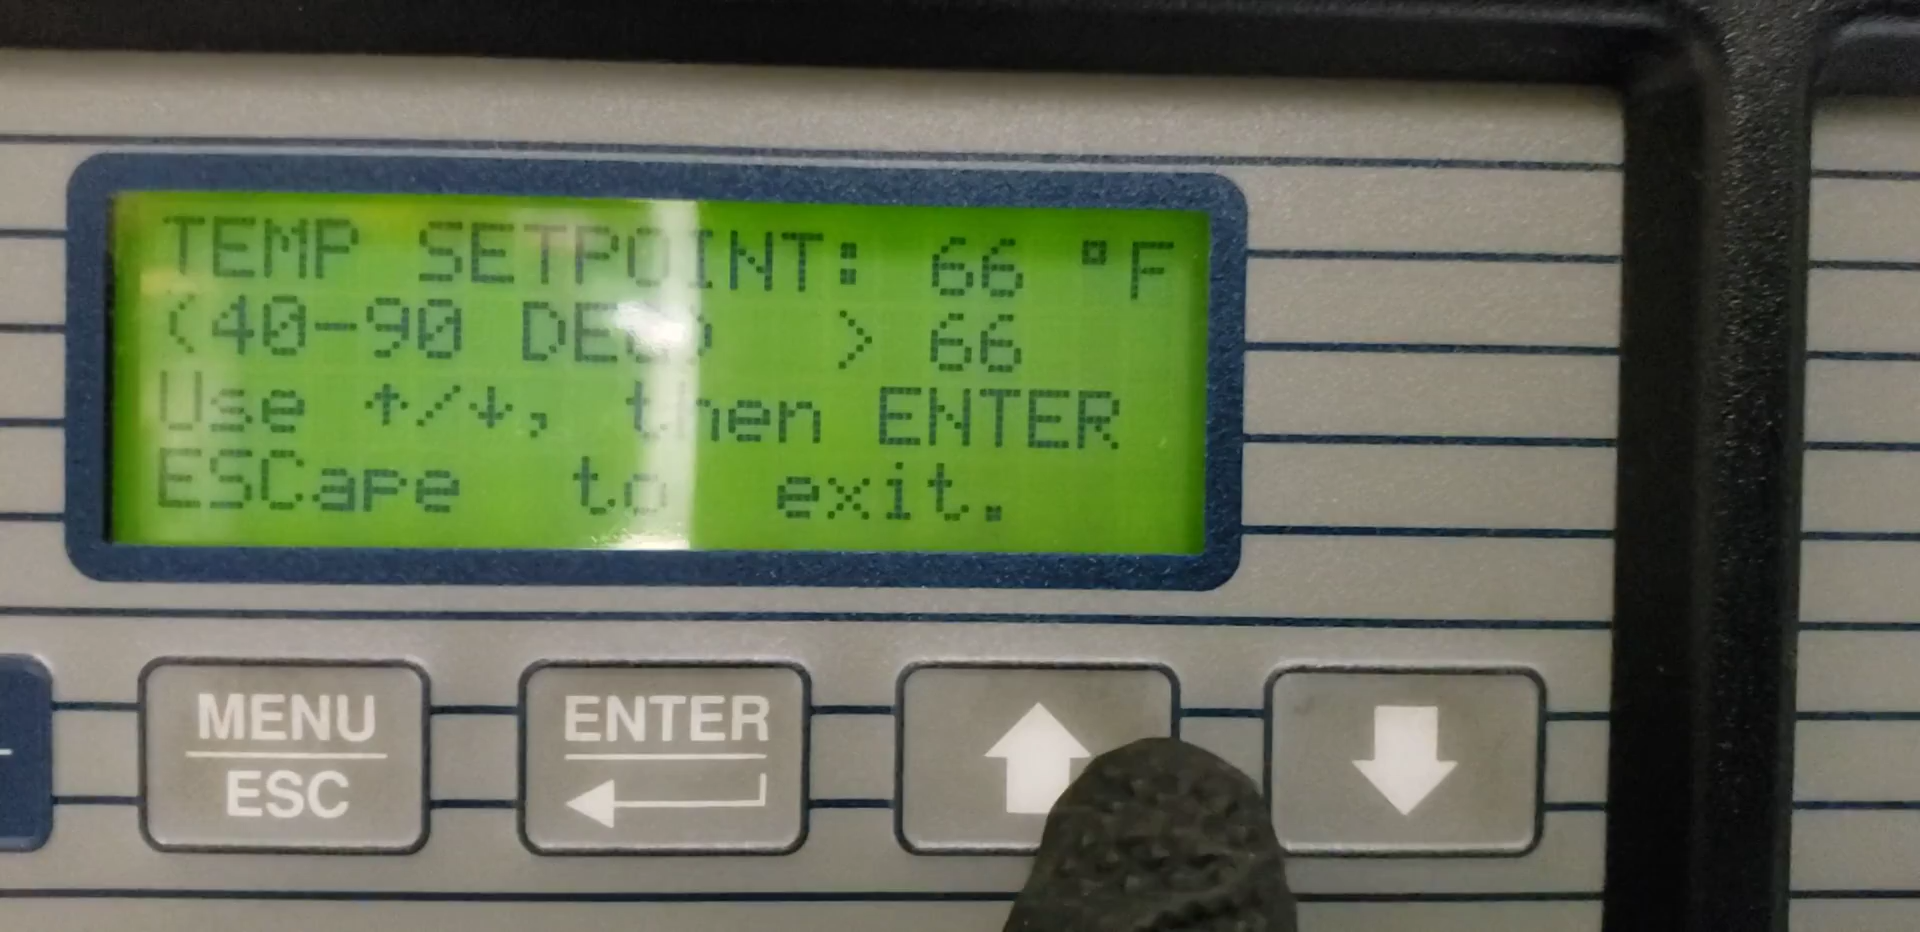 TEMP SETPOINT: 66 °F
(40-90 DEG) > 66
Use ↑/↓, then ENTER
ESCape to exit.
MENU
ESC
ENTER